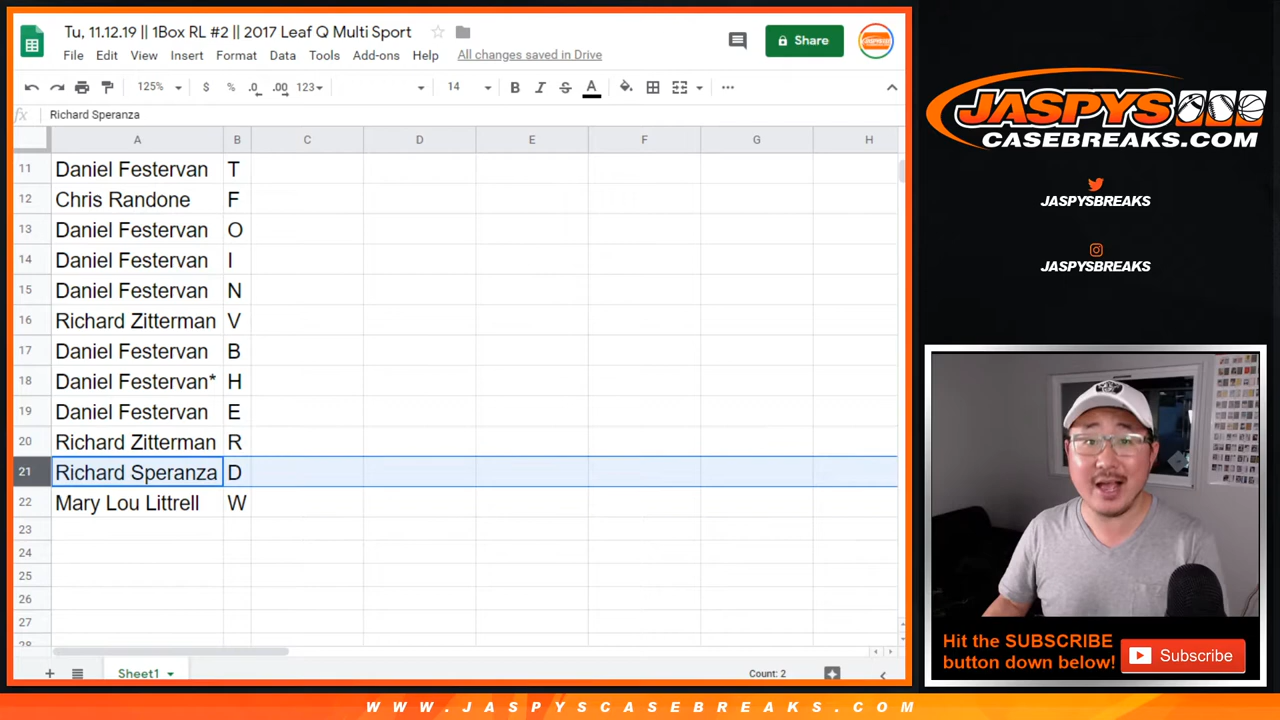 Tu, 11.12.19 || 1Box RL #2 || 2017 Leaf Q Multi Sport
File Edit View Insert Format Data Tools Add-ons Help All changes saved in Drive
Share
125% $ % .0 .00 123 14 B I S A
fx Richard Speranza
A B C D E F G H
11 Daniel Festervan T
12 Chris Randone F
13 Daniel Festervan O
14 Daniel Festervan I
15 Daniel Festervan N
16 Richard Zitterman V
17 Daniel Festervan B
18 Daniel Festervan* H
19 Daniel Festervan E
20 Richard Zitterman R
21 Richard Speranza D
22 Mary Lou Littrell W
23
24
25
26
27
28
Sheet1
Count: 2
JASPYS
CASEBREAKS.COM
JASPYSBREAKS
JASPYSBREAKS
Hit the SUBSCRIBE
button down below!
Subscribe
WWW.JASPYSCASEBREAKS.COM